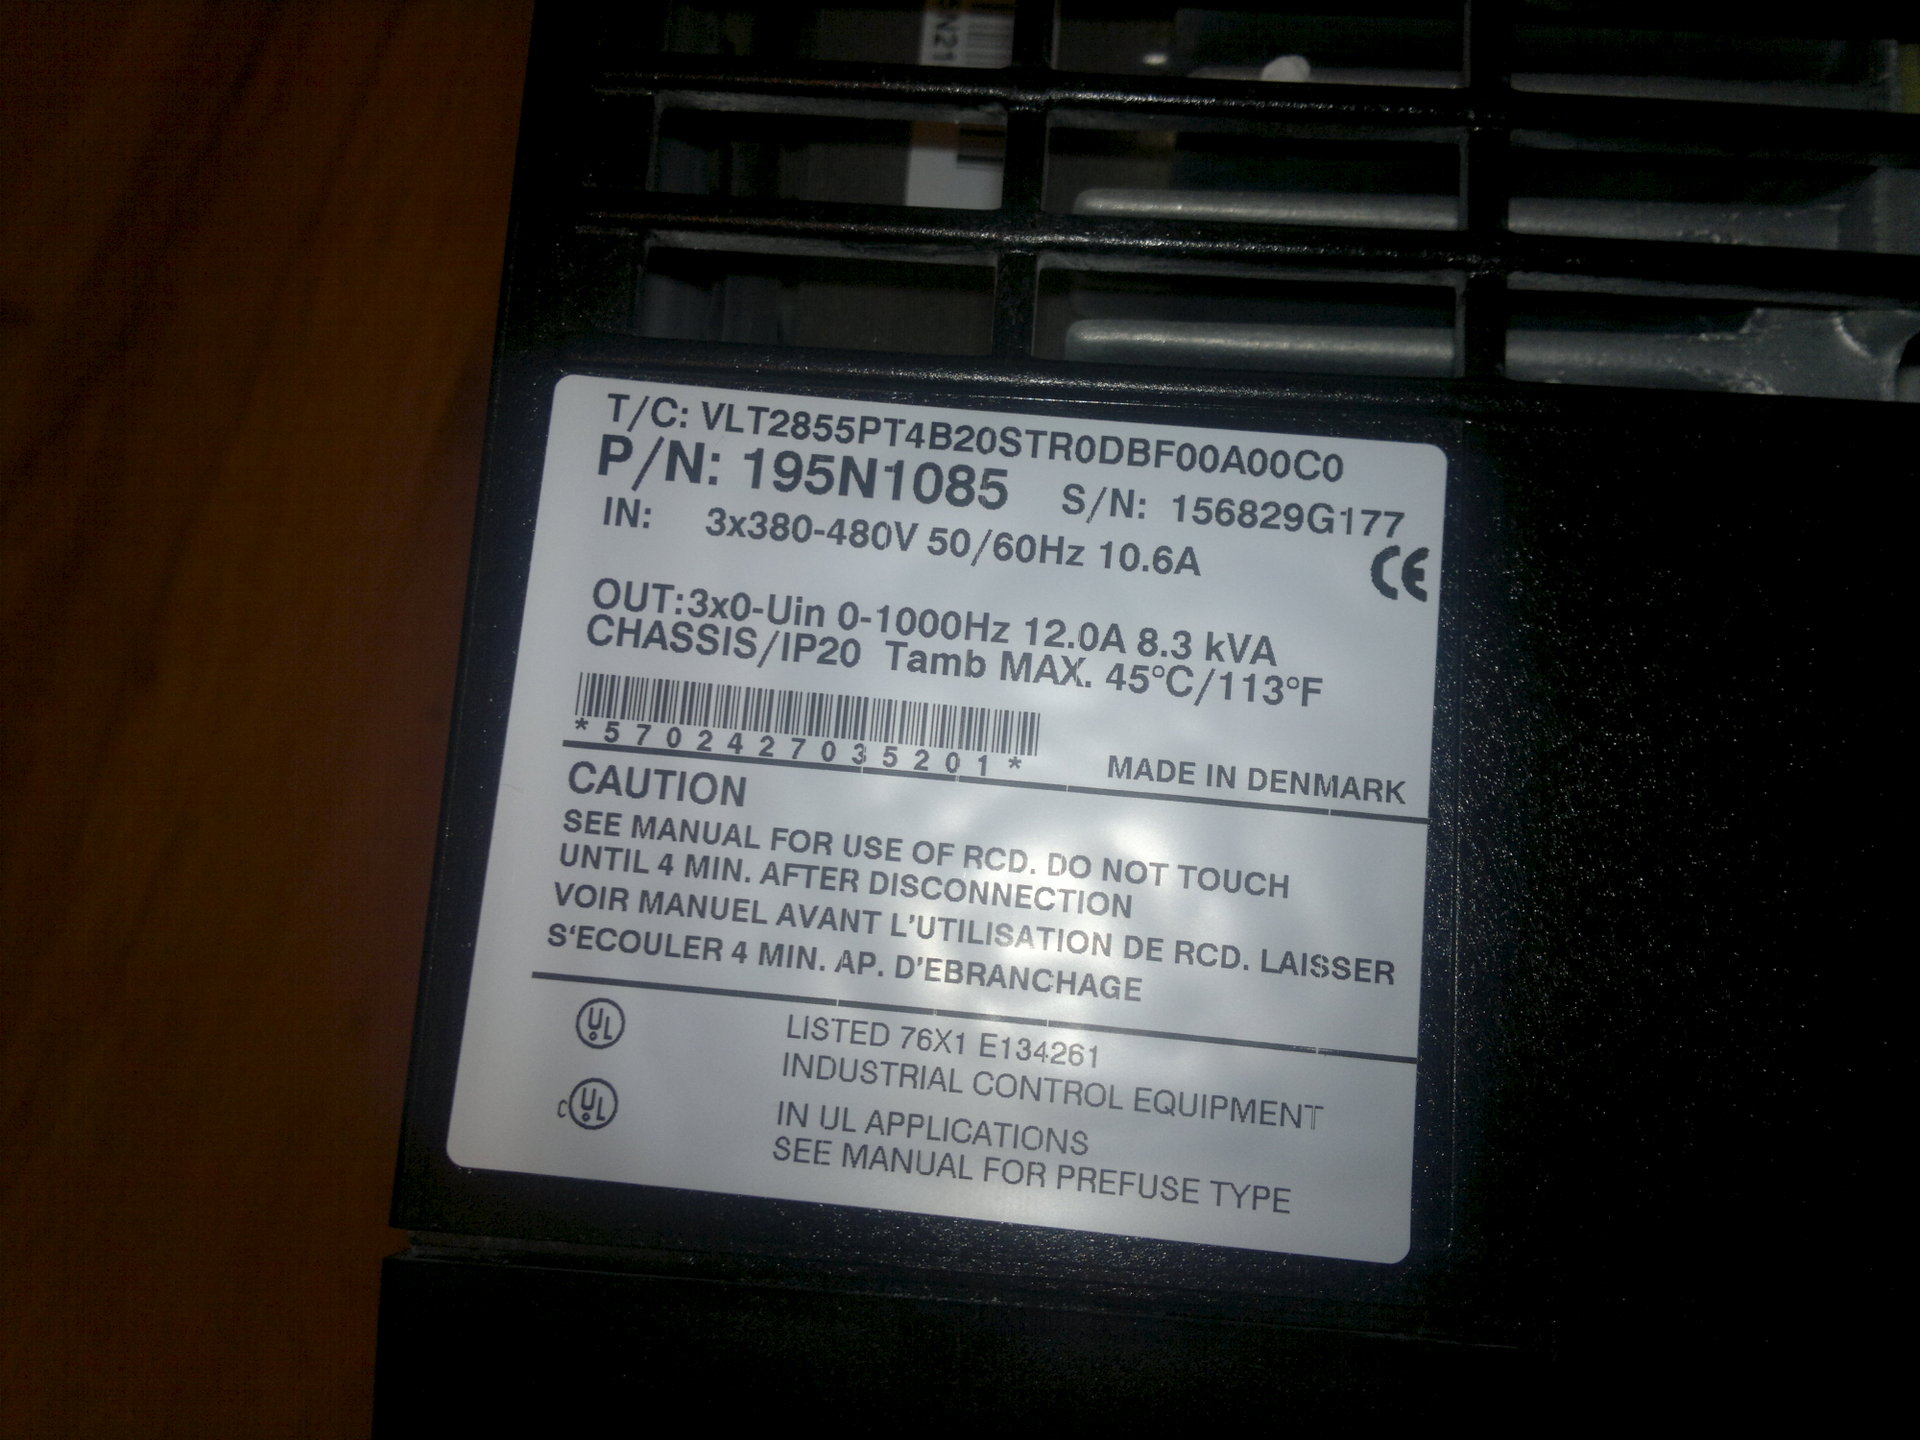 SN21
T/C: VLT2855PT4B20STR0DBF00A00C0
P/N: 195N1085 S/N: 156829G177
IN: 3x380-480V 50/60Hz 10.6A
CE
OUT:3x0-Uin 0-1000Hz 12.0A 8.3 kVA
CHASSIS/IP20 Tamb MAX. 45°C/113°F
*5702427035201*
MADE IN DENMARK
CAUTION
SEE MANUAL FOR USE OF RCD. DO NOT TOUCH
UNTIL 4 MIN. AFTER DISCONNECTION
VOIR MANUEL AVANT L'UTILISATION DE RCD. LAISSER
S‘ECOULER 4 MIN. AP. D'EBRANCHAGE
UL LISTED 76X1 E134261
INDUSTRIAL CONTROL EQUIPMENT
c UL IN UL APPLICATIONS
SEE MANUAL FOR PREFUSE TYPE